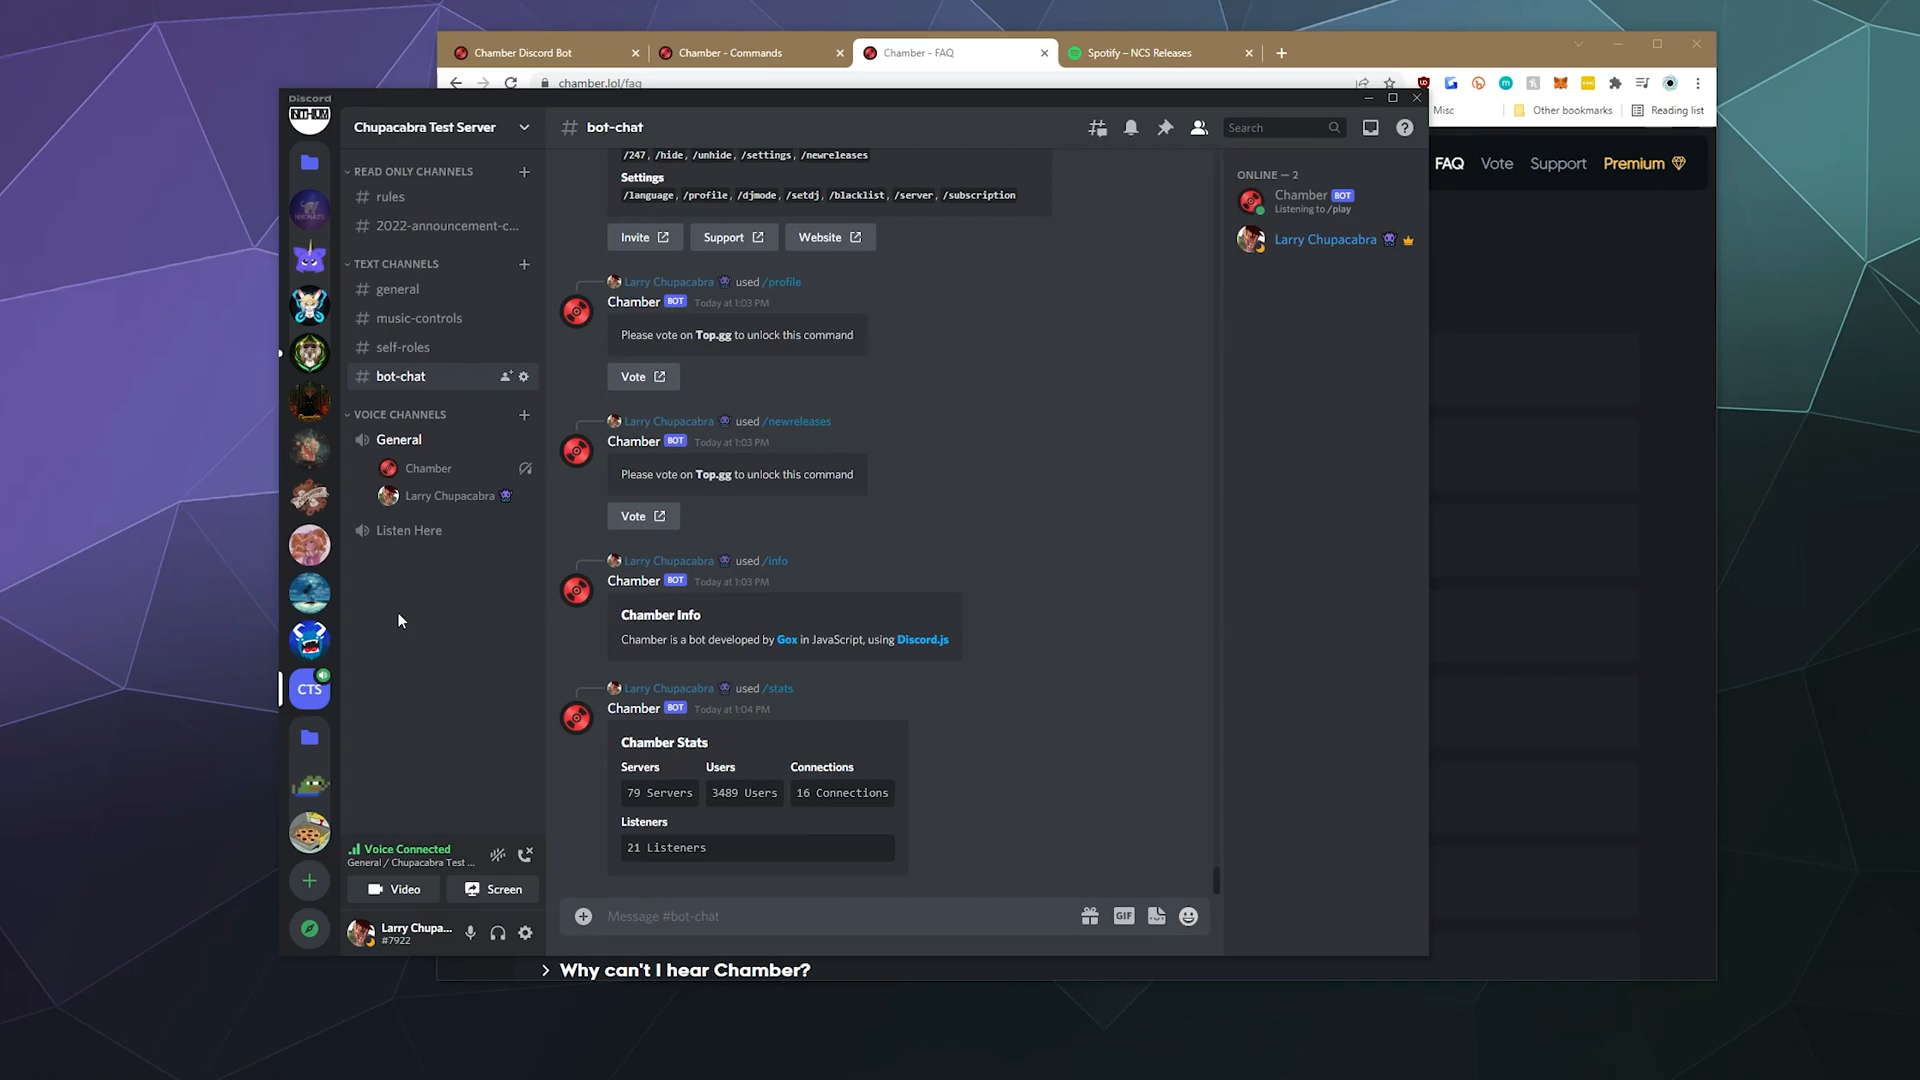 Chamber Discord Bot
Chamber - Commands
Chamber - FAQ
Spotify – NCS Releases
chamber.lol/faq
Misc
Other bookmarks
Reading list
FAQ
Vote
Support
Premium
Discord
Chupacabra Test Server
bot-chat
Search
READ ONLY CHANNELS
rules
2022-announcement-c...
TEXT CHANNELS
general
music-controls
self-roles
bot-chat
VOICE CHANNELS
General
Chamber
Larry Chupacabra
Listen Here
CTS
Voice Connected
General / Chupacabra Test ...
Video
Screen
Larry Chupa...
#7922
/247, /hide, /unhide, /settings, /newreleases
Settings
/language, /profile, /djmode, /setdj, /blacklist, /server, /subscription
Invite
Support
Website
Larry Chupacabra used /profile
Chamber BOT Today at 1:03 PM
Please vote on Top.gg to unlock this command
Vote
Larry Chupacabra used /newreleases
Chamber BOT Today at 1:03 PM
Please vote on Top.gg to unlock this command
Vote
Larry Chupacabra used /info
Chamber BOT Today at 1:03 PM
Chamber Info
Chamber is a bot developed by Gox in JavaScript, using Discord.js
Larry Chupacabra used /stats
Chamber BOT Today at 1:04 PM
Chamber Stats
Servers Users Connections
79 Servers 3489 Users 16 Connections
Listeners
21 Listeners
Message #bot-chat
GIF
ONLINE — 2
Chamber BOT
Listening to /play
Larry Chupacabra
Why can't I hear Chamber?